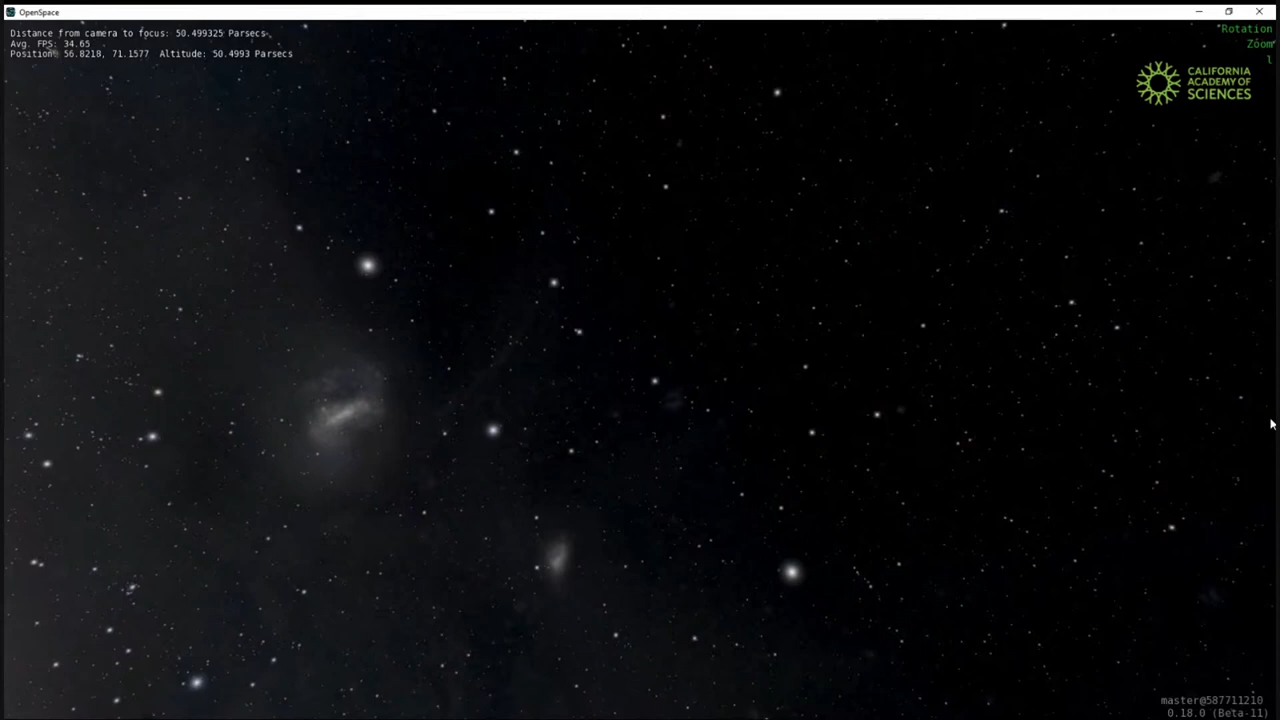 OpenSpace
Distance from camera to focus: 50.499325 Parsecs
Avg. FPS: 34.65
Position: 56.8218, 71.1577 Altitude: 50.4993 Parsecs
Rotation
Zoom
l
CALIFORNIA
ACADEMY OF
SCIENCES
master@587711210
0.18.0 (Beta-11)